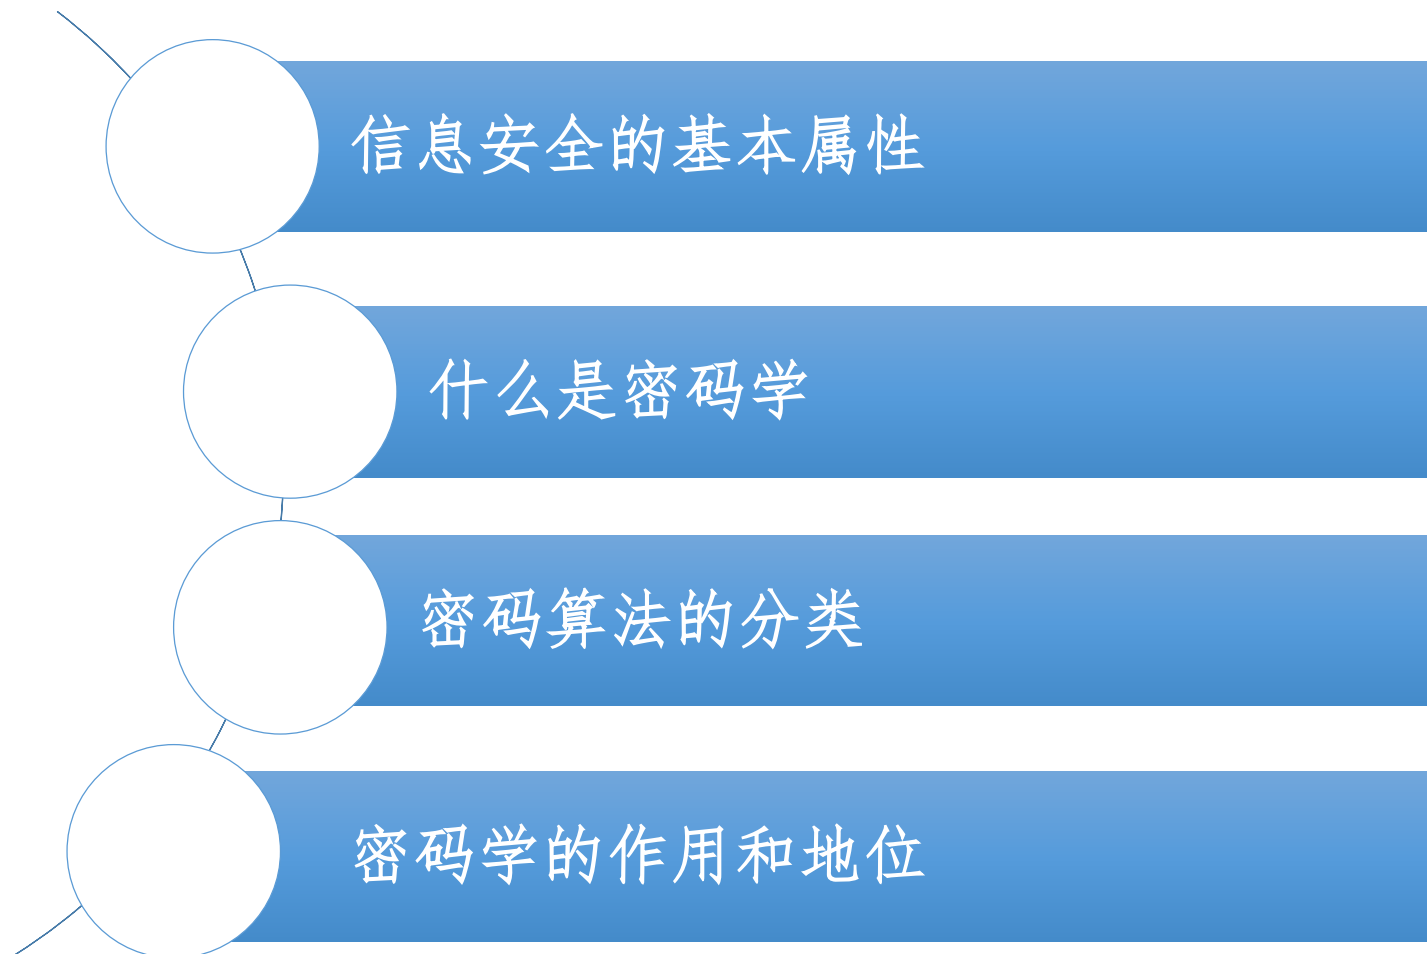 信息安全的基本属性
什么是密码学
密码算法的分类
密码学的作用和地位